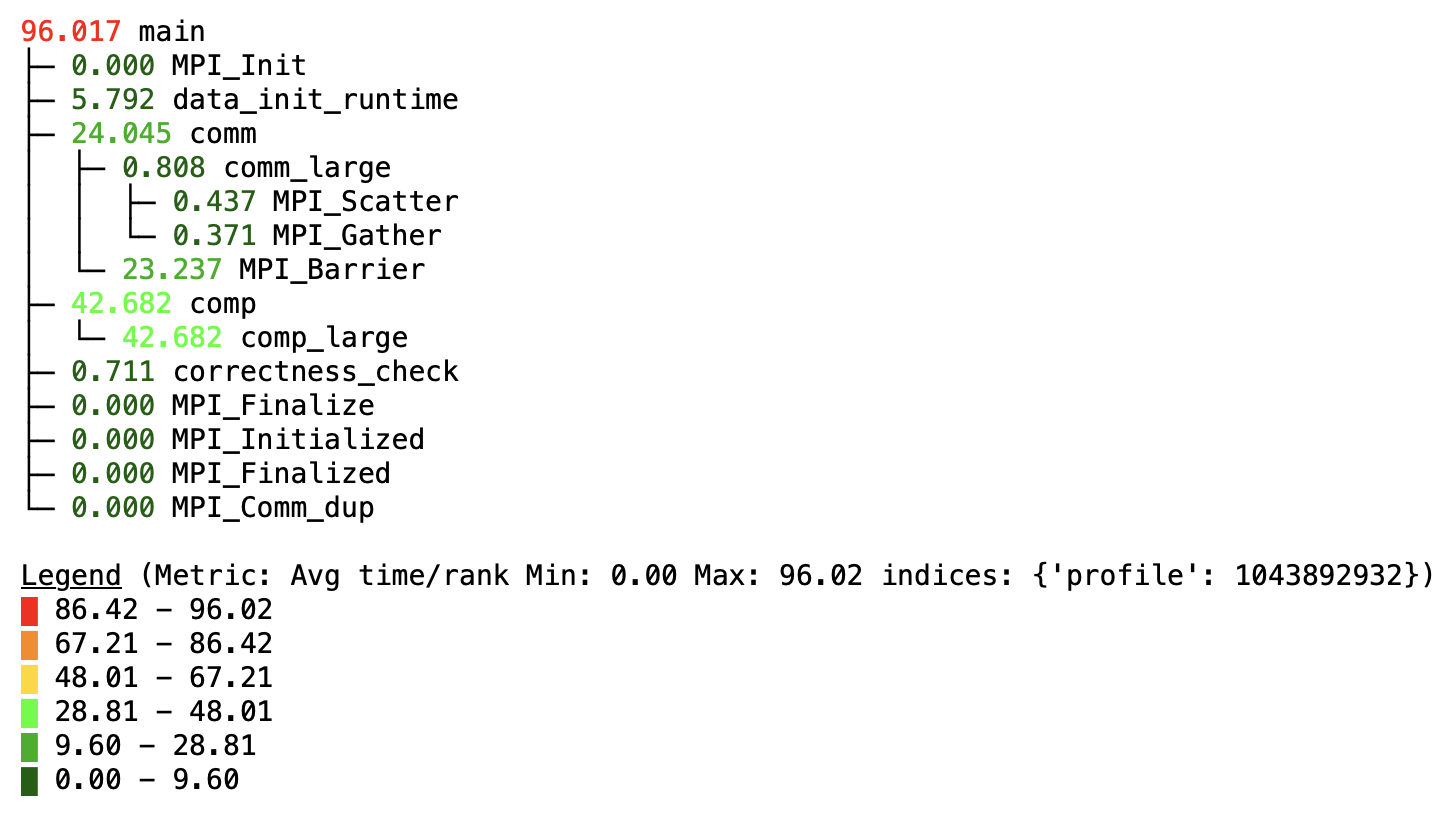 96.017 main
├─ 0.000 MPI_Init
├─ 5.792 data_init_runtime
├─ 24.045 comm
│  ├─ 0.808 comm_large
│  │  ├─ 0.437 MPI_Scatter
│  │  └─ 0.371 MPI_Gather
│  └─ 23.237 MPI_Barrier
├─ 42.682 comp
│  └─ 42.682 comp_large
├─ 0.711 correctness_check
├─ 0.000 MPI_Finalize
├─ 0.000 MPI_Initialized
├─ 0.000 MPI_Finalized
└─ 0.000 MPI_Comm_dup
Legend (Metric: Avg time/rank Min: 0.00 Max: 96.02 indices: {'profile': 1043892932})
█ 86.42 - 96.02
█ 67.21 - 86.42
█ 48.01 - 67.21
█ 28.81 - 48.01
█ 9.60 - 28.81
█ 0.00 - 9.60